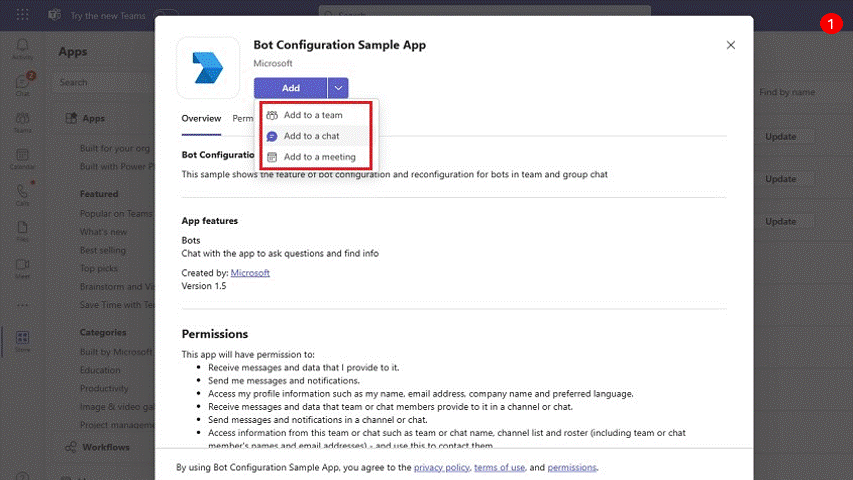 Try the new Teams
1
Apps
Search
Apps
Built for your org
Built with Power Pl
Featured
Popular on Teams
What's new
Best selling
Top picks
Brainstorm and Vi
Save Time with Te
Categories
Built by Microsoft
Education
Productivity
Image & video gal
Project management
Workflows
Activity
Chat
2
Teams
Calendar
Calls
Files
Meet
Store
Bot Configuration Sample App
Microsoft
Add
Add to a team
Add to a chat
Add to a meeting
Overview
Perm
Bot Configuratio
This sample shows the feature of bot configuration and reconfiguration for bots in team and group chat
App features
Bots
Chat with the app to ask questions and find info
Created by: Microsoft
Version 1.5
Permissions
This app will have permission to:
• Receive messages and data that I provide to it.
• Send me messages and notifications.
• Access my profile information such as my name, email address, company name and preferred language.
• Receive messages and data that team or chat members provide to it in a channel or chat.
• Send messages and notifications in a channel or chat.
• Access information from this team or chat such as team or chat name, channel list and roster (including team or chat
member's names and email addresses) - and use this to contact them.
By using Bot Configuration Sample App, you agree to the privacy policy, terms of use, and permissions.
Find by name
Update
Update
Update